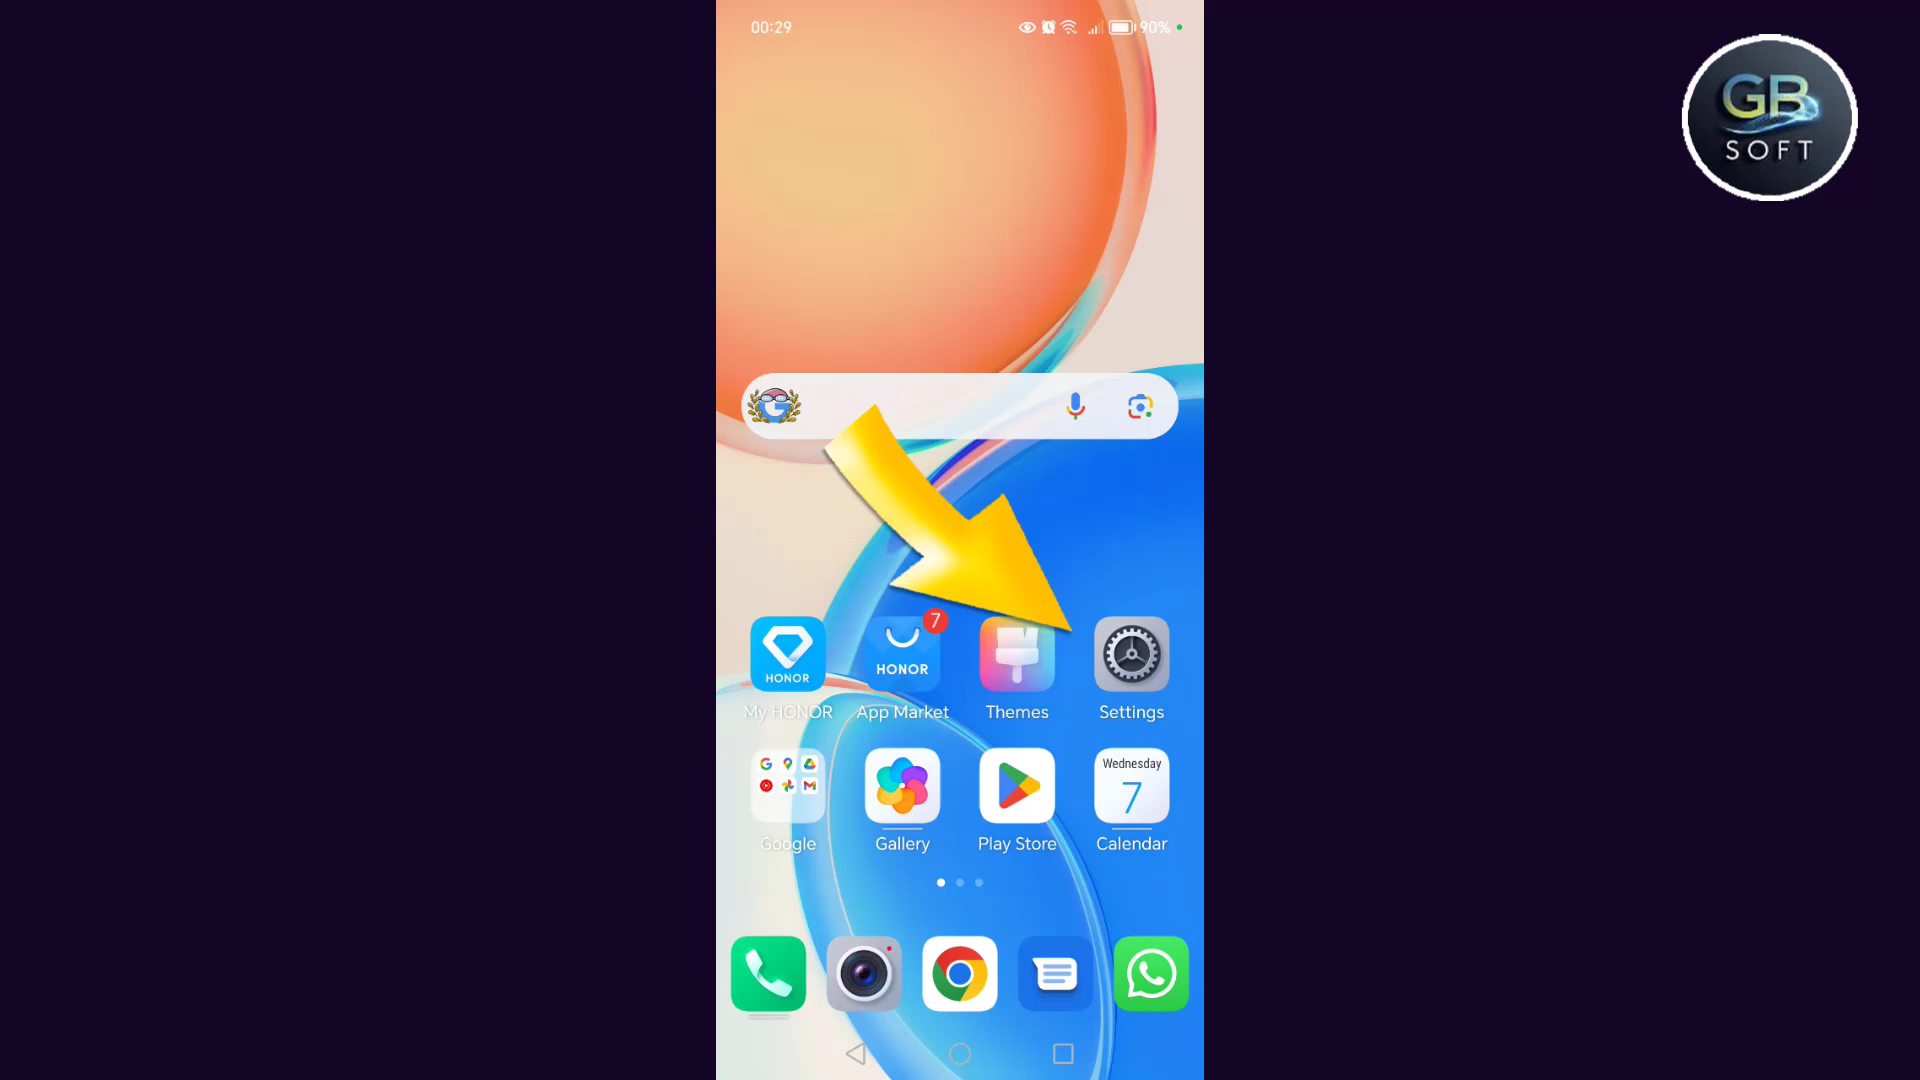 00:29
90%
GB
SOFT
7
HONOR
HONOR
My HONOR
App Market
Themes
Settings
Wednesday
7
Google
Gallery
Play Store
Calendar